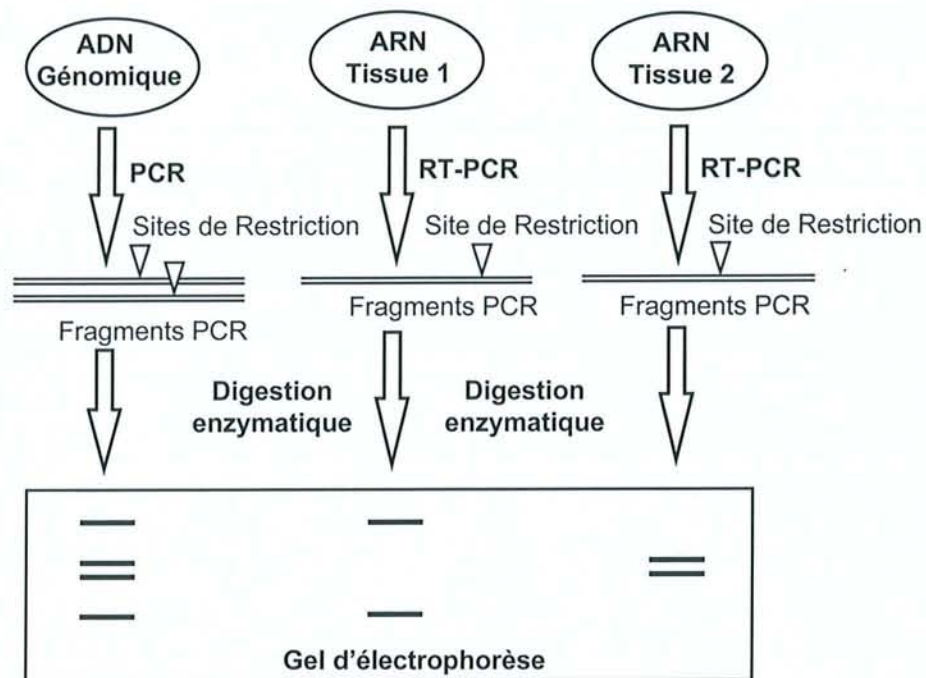 ADN
Génomique
ARN
Tissue 1
ARN
Tissue 2
PCR
RT-PCR
RT-PCR
Sites de Restriction
Site de Restriction
Site de Restriction
Fragments PCR
Fragments PCR
Fragments PCR
Digestion
enzymatique
Digestion
enzymatique
Gel d'électrophorèse